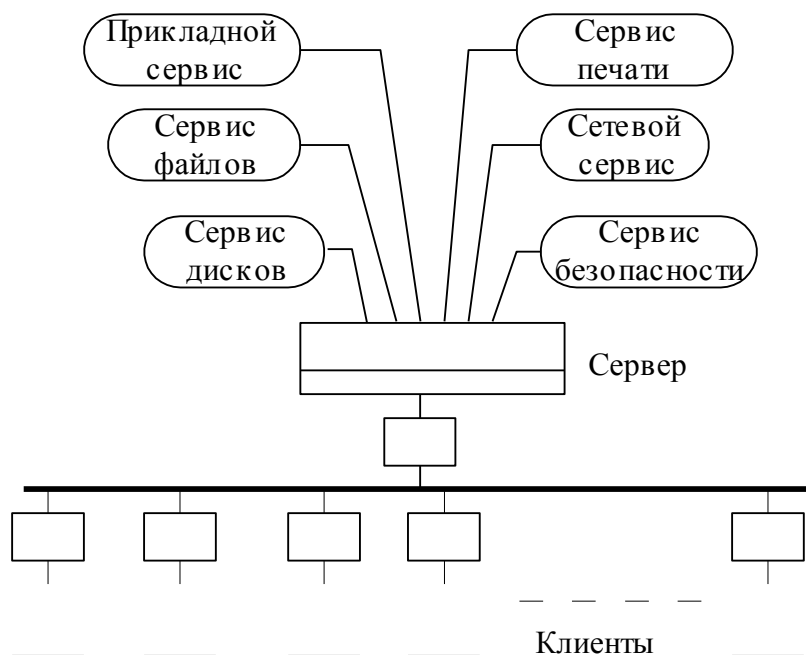 Прикладной
сервис
Сервис
печати
Сервис
файлов
Сетевой
сервис
Сервис
дисков
Сервис
безопасности
Сервер
Клиенты